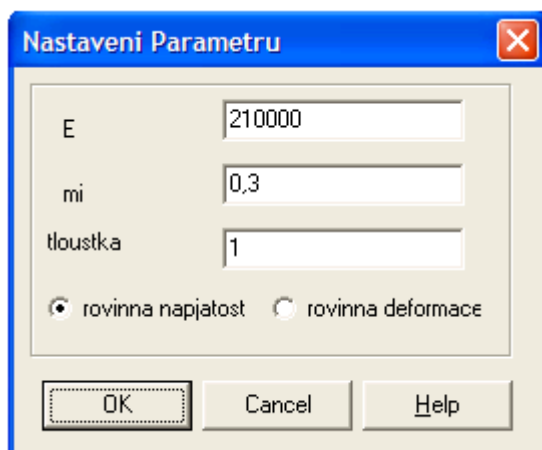 Nastaveni Parametru
E 210000
mi 0,3
tloustka 1
rovinna napjatost rovinna deformace
OK Cancel Help